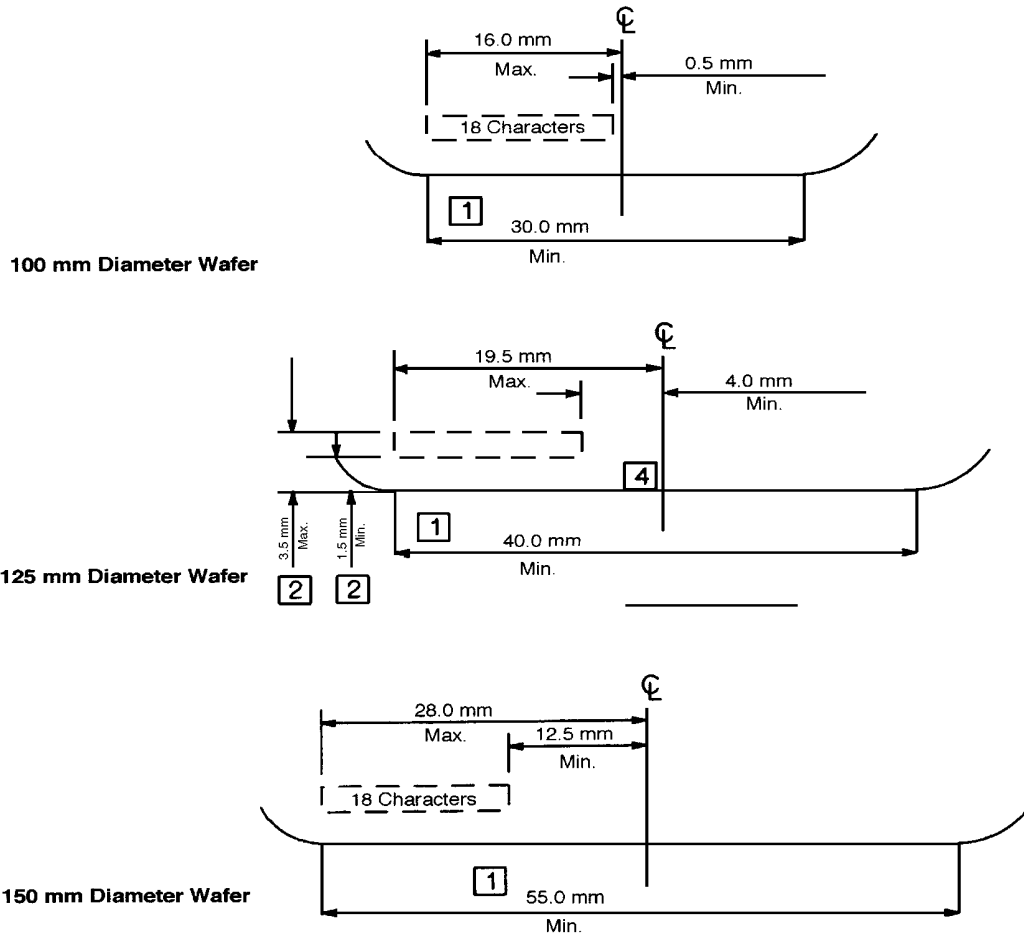 ℄
16.0 mm
Max.
0.5 mm
Min.
18 Characters
1
30.0 mm
Min.
100 mm Diameter Wafer
℄
19.5 mm
Max.
4.0 mm
Min.
4
3.5 mm
Max.
1.5 mm
Min.
1
40.0 mm
Min.
125 mm Diameter Wafer
2
2
℄
28.0 mm
Max.
12.5 mm
Min.
18 Characters
1
150 mm Diameter Wafer
55.0 mm
Min.